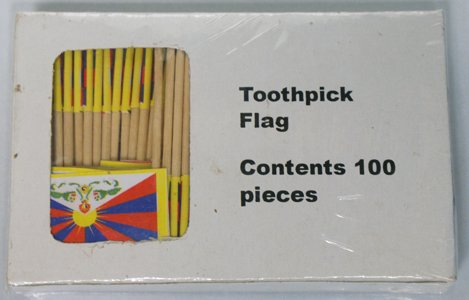 Toothpick
Flag
Contents 100
pieces